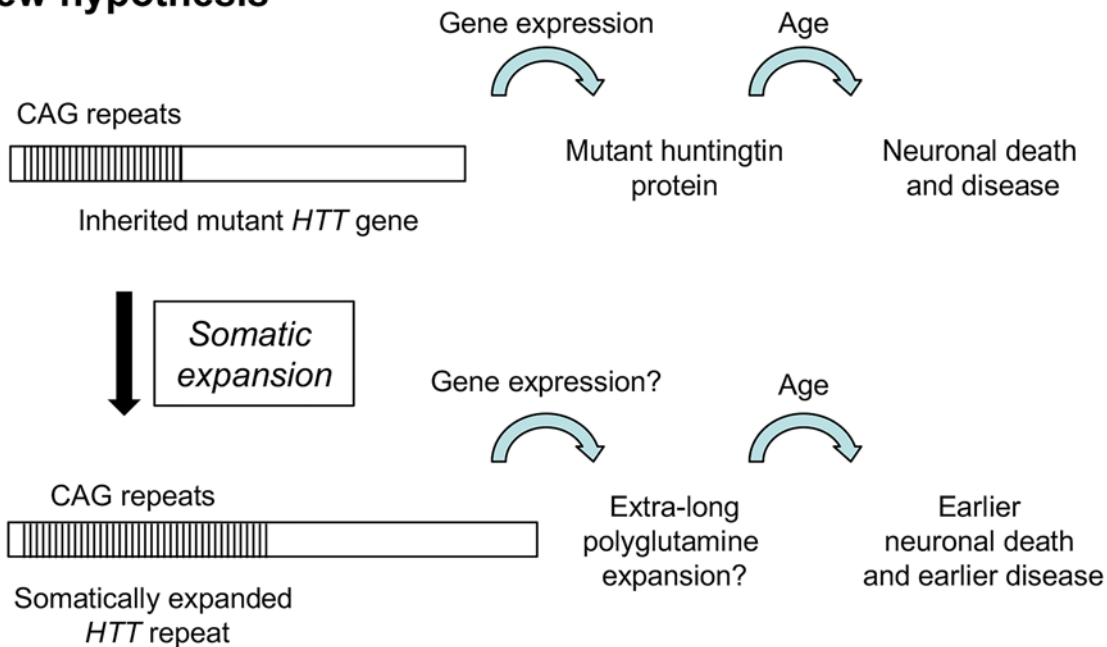 ew hypothesis
Gene expression
Age
CAG repeats
Mutant huntingtin
protein
Neuronal death
and disease
Inherited mutant HTT gene
Somatic
expansion
Gene expression?
Age
CAG repeats
Extra-long
polyglutamine
expansion?
Earlier
neuronal death
and earlier disease
Somatically expanded
HTT repeat